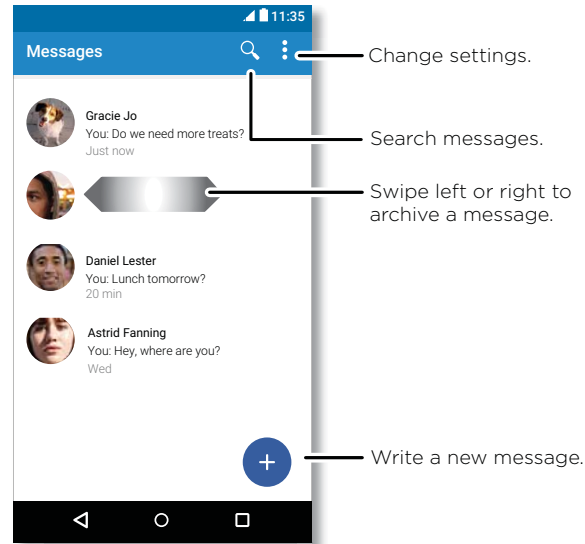 11:35
Messages
Change settings.
Gracie Jo
You: Do we need more treats?
Just now
Search messages.
Swipe left or right to
archive a message.
Daniel Lester
You: Lunch tomorrow?
20 min
Astrid Fanning
You: Hey, where are you?
Wed
Write a new message.